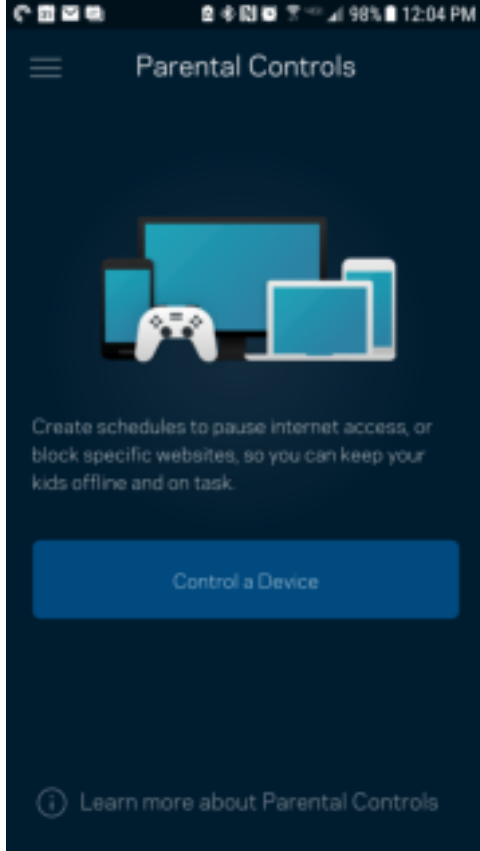 98% 12:04 PM
Parental Controls
Create schedules to pause internet access, or
block specific websites, so you can keep your
kids offline and on task.
Control a Device
Learn more about Parental Controls